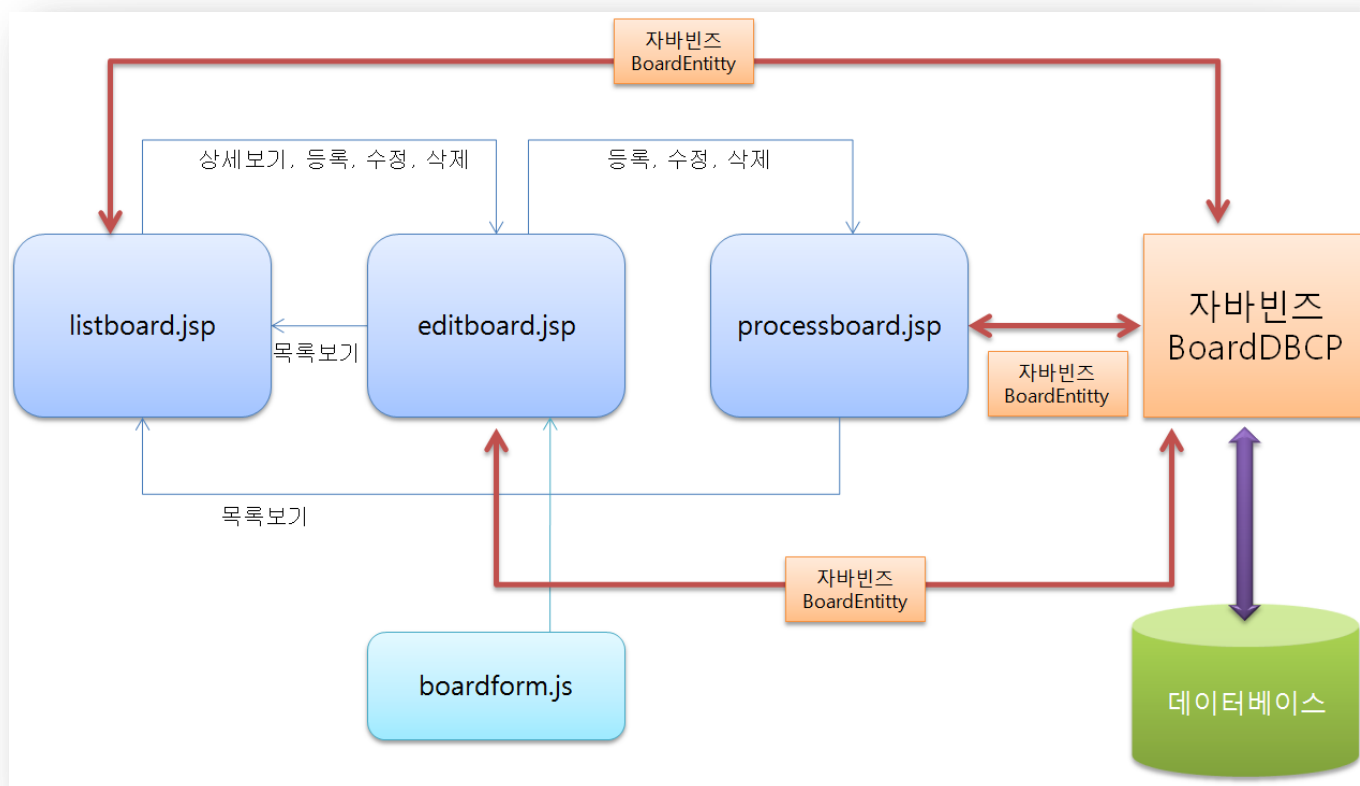 자바빈즈
BoardEntitty
상세보기, 등록, 수정, 삭제
등록, 수정, 삭제
listboard.jsp
editboard.jsp
processboard.jsp
자바빈즈
BoardDBCP
목록보기
자바빈즈
BoardEntitty
목록보기
자바빈즈
BoardEntitty
boardform.js
데이터베이스